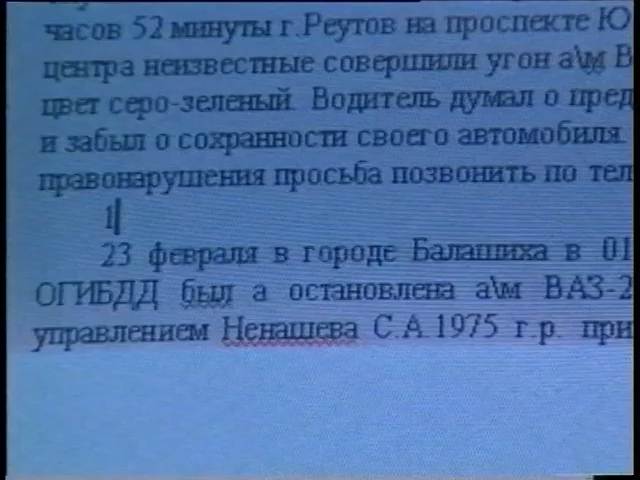 часов 52 минуты г.Реутов на проспекте Ю
центра неизвестные совершили угон а\м В
цвет серо-зеленый. Водитель думал о пред
и забыл о сохранности своего автомобиля.
правонарушения просьба позвонить по тел
1
23 февраля в городе Балашиха в 01
ОГИБДД был а остановлена а\м ВАЗ-2
управлением Ненашева С.А.1975 г.р. при